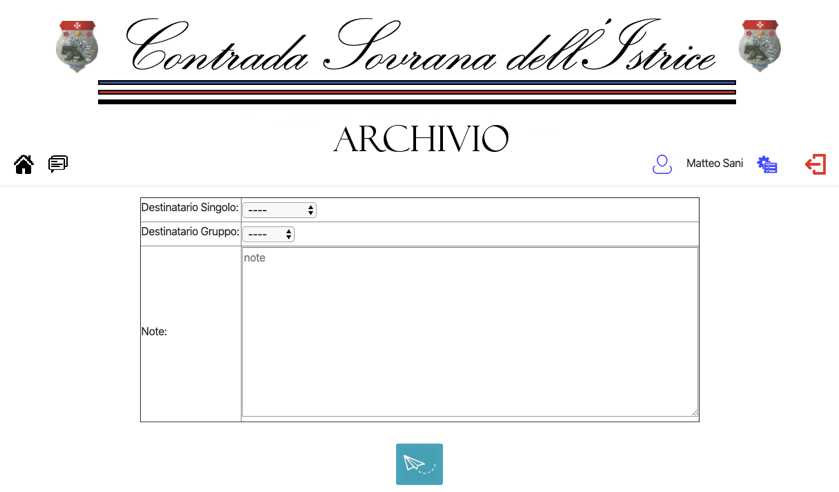 Contrada Sovrana dell'Istrice
ARCHIVIO
Matteo Sani
Destinatario Singolo: ----
Destinatario Gruppo: ----
note
Note: